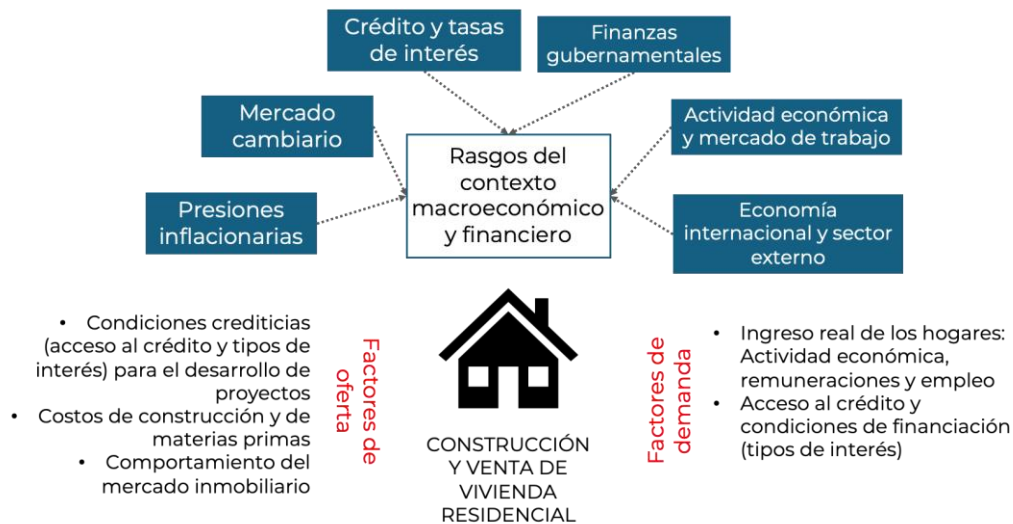 Crédito y tasas
de interés
Finanzas
gubernamentales
Mercado
cambiario
Actividad económica
y mercado de trabajo
Rasgos del
contexto
macroeconómico
y financiero
Presiones
inflacionarias
Economía
internacional y sector
externo
• Condiciones crediticias
(acceso al crédito y tipos de
interés) para el desarrollo de
proyectos
• Costos de construcción y de
materias primas
• Comportamiento del
mercado inmobiliario
Factores de
oferta
CONSTRUCCIÓN
Y VENTA DE
VIVIENDA
RESIDENCIAL
Factores de
demanda
• Ingreso real de los hogares:
Actividad económica,
remuneraciones y empleo
• Acceso al crédito y
condiciones de financiación
(tipos de interés)